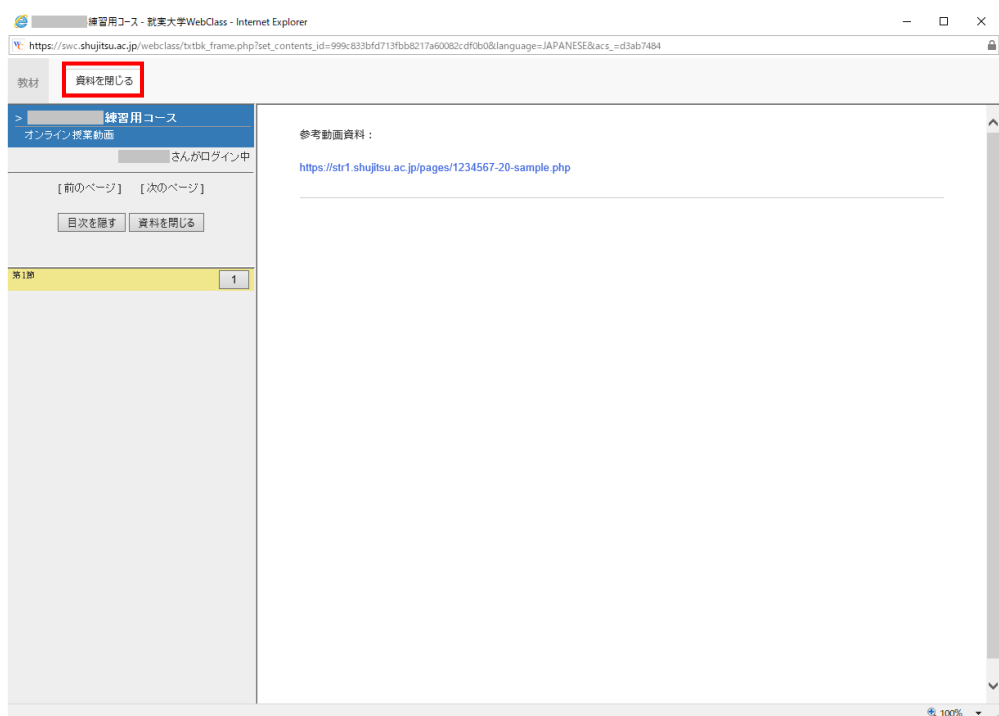 練習用コース - 就実大学WebClass - Internet Explorer
https://swc.shujitsu.ac.jp/webclass/txtbk_frame.php?set_contents_id=999c833bfd713fbb8217a60082cdf0b0&language=JAPANESE&acs_=d3ab7484
教材 資料を閉じる
> 練習用コース
オンライン授業動画
さんがログイン中
[前のページ] [次のページ]
目次を隠す 資料を閉じる
第1節 1
参考動画資料：
https://str1.shujitsu.ac.jp/pages/1234567-20-sample.php
100%